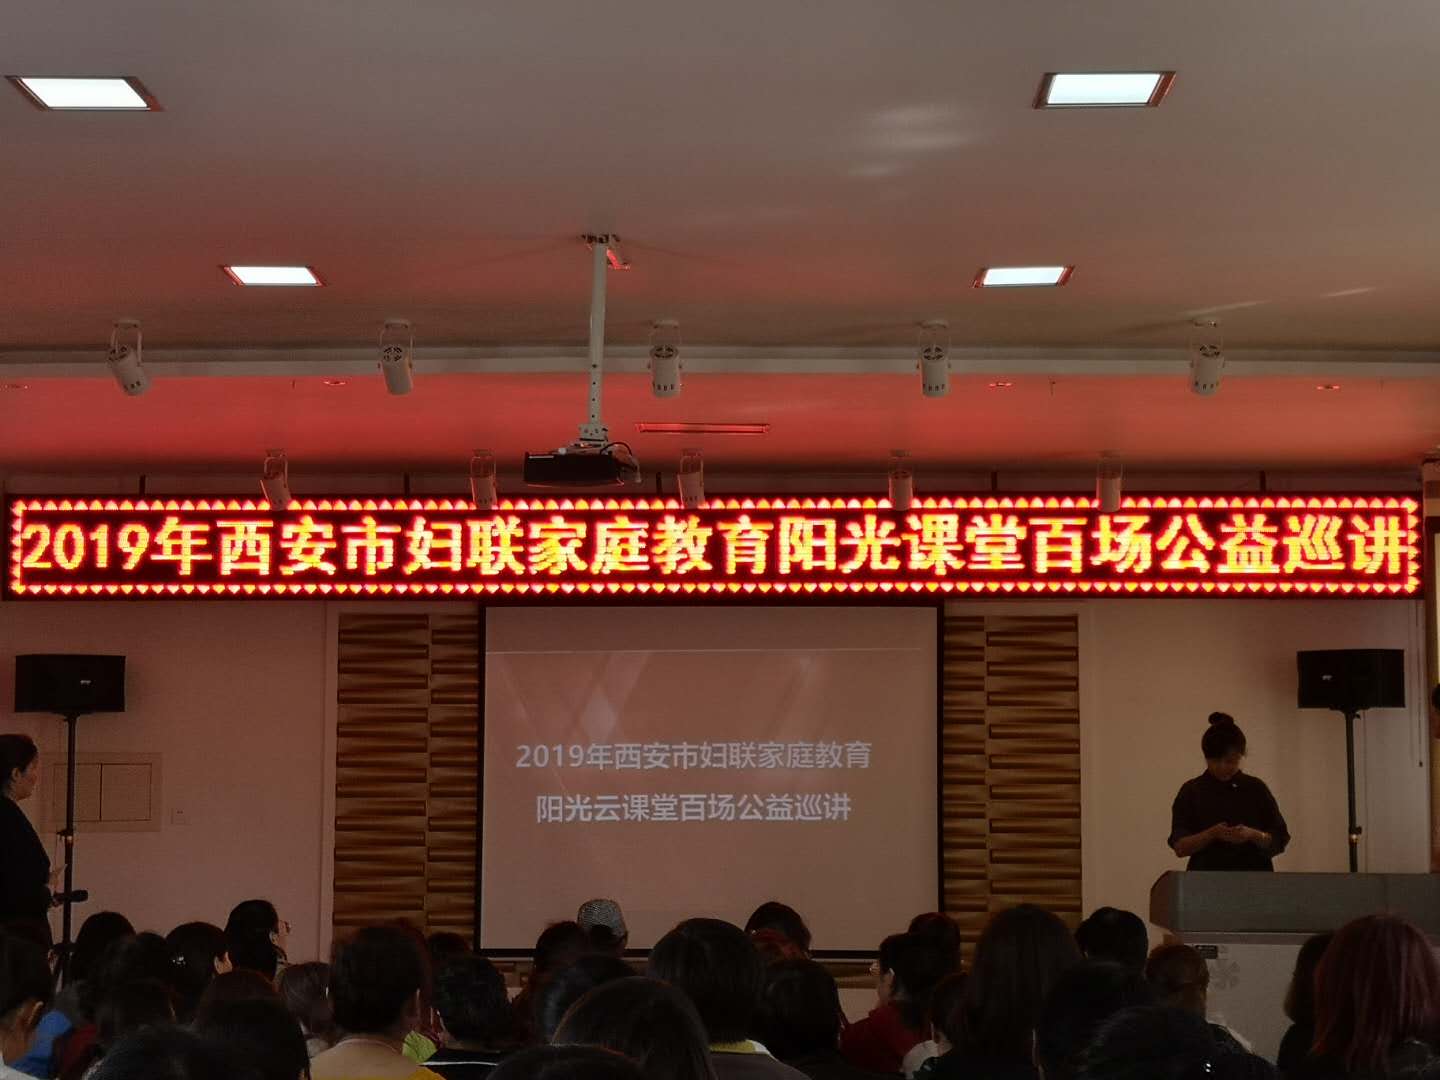 2019年西安市妇联家庭教育阳光课堂百场公益巡讲
2019年西安市妇联家庭教育
阳光云课堂百场公益巡讲